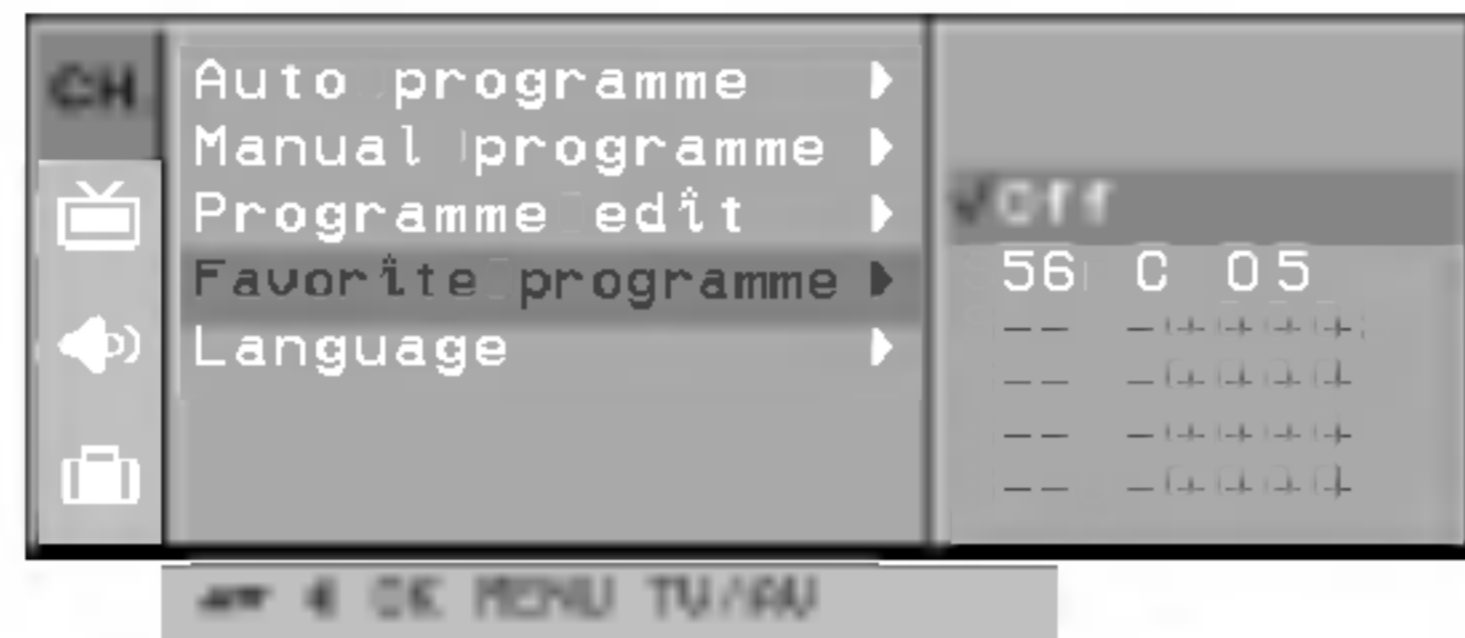 CH.
Auto programme
Manual programme
Programme edit
Favorite programme
Language
√Off
56 C 05
-- -----
-- -----
-- -----
-- -----
OK MENU TV/AV